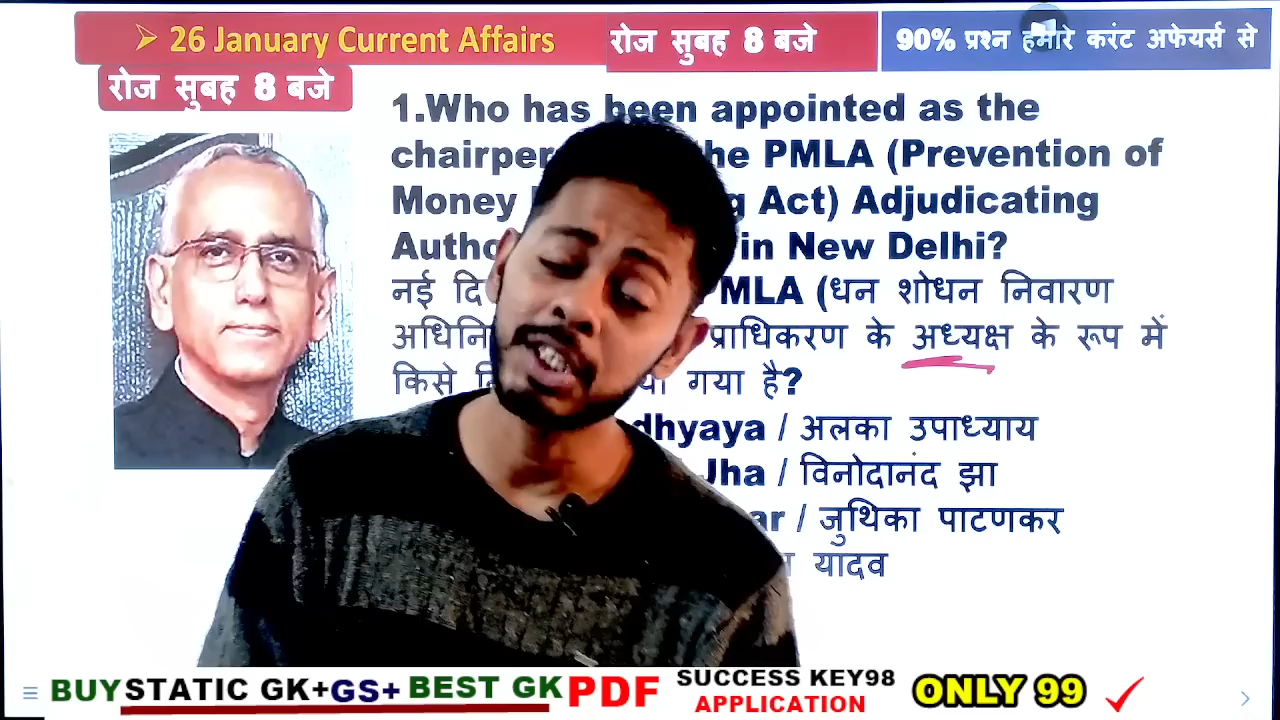 ➤ 26 January Current Affairs
रोज सुबह 8 बजे
90% प्रश्न हमारे करंट अफेयर्स से
रोज सुबह 8 बजे
1.Who has been appointed as the
chairper he PMLA (Prevention of
Money g Act) Adjudicating
Autho in New Delhi?
नई दि MLA (धन शोधन निवारण
अधिनि प्राधिकरण के अध्यक्ष के रूप में
किसे गया है?
dhyaya / अलका उपाध्याय
Jha / विनोदानंद झा
ar / जुथिका पाटणकर
यादव
BUY STATIC GK+GS+ BEST GK PDF
SUCCESS KEY98
APPLICATION
ONLY 99 ✓